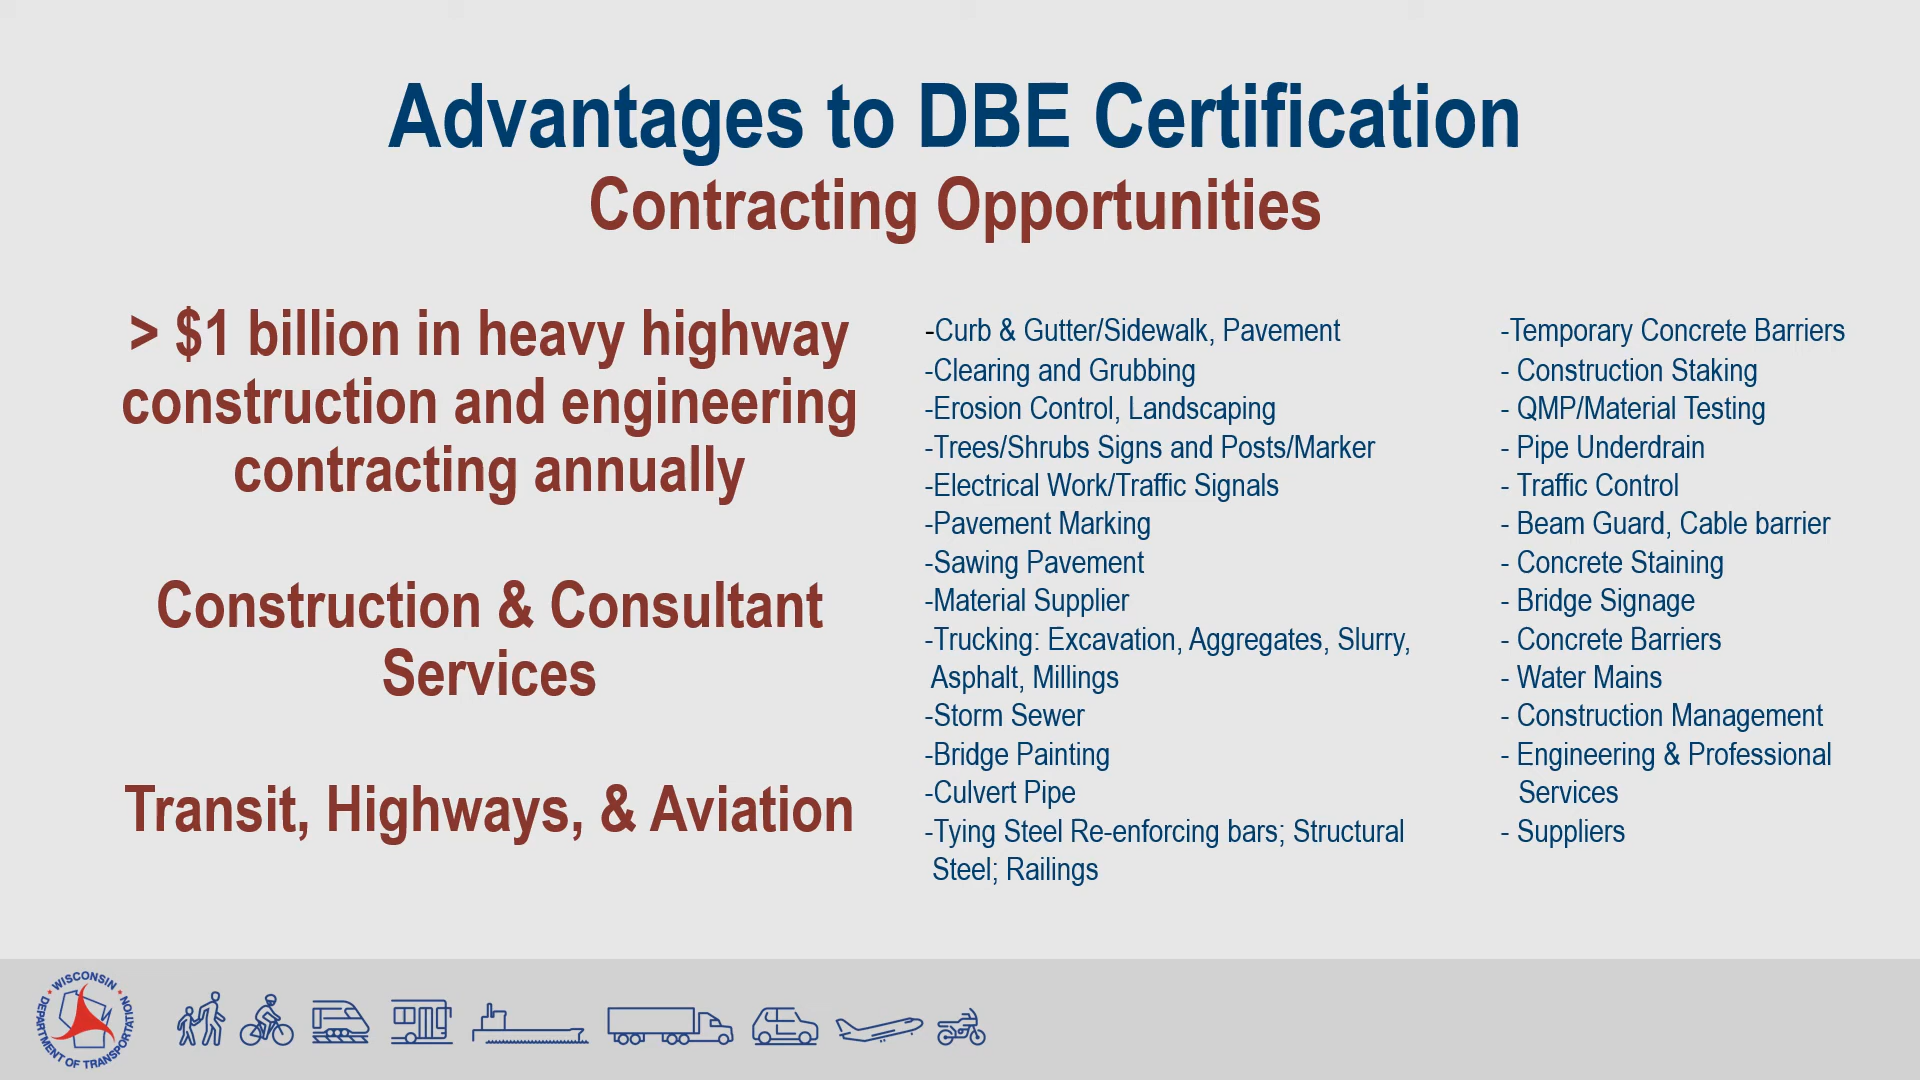 Advantages to DBE Certification
Contracting Opportunities
> $1 billion in heavy highway
construction and engineering
contracting annually
Construction & Consultant
Services
Transit, Highways, & Aviation
-Curb & Gutter/Sidewalk, Pavement
-Clearing and Grubbing
-Erosion Control, Landscaping
-Trees/Shrubs Signs and Posts/Marker
-Electrical Work/Traffic Signals
-Pavement Marking
-Sawing Pavement
-Material Supplier
-Trucking: Excavation, Aggregates, Slurry,
Asphalt, Millings
-Storm Sewer
-Bridge Painting
-Culvert Pipe
-Tying Steel Re-enforcing bars; Structural
Steel; Railings
-Temporary Concrete Barriers
- Construction Staking
- QMP/Material Testing
- Pipe Underdrain
- Traffic Control
- Beam Guard, Cable barrier
- Concrete Staining
- Bridge Signage
- Concrete Barriers
- Water Mains
- Construction Management
- Engineering & Professional
Services
- Suppliers
WISCONSIN
DEPARTMENT OF TRANSPORTATION